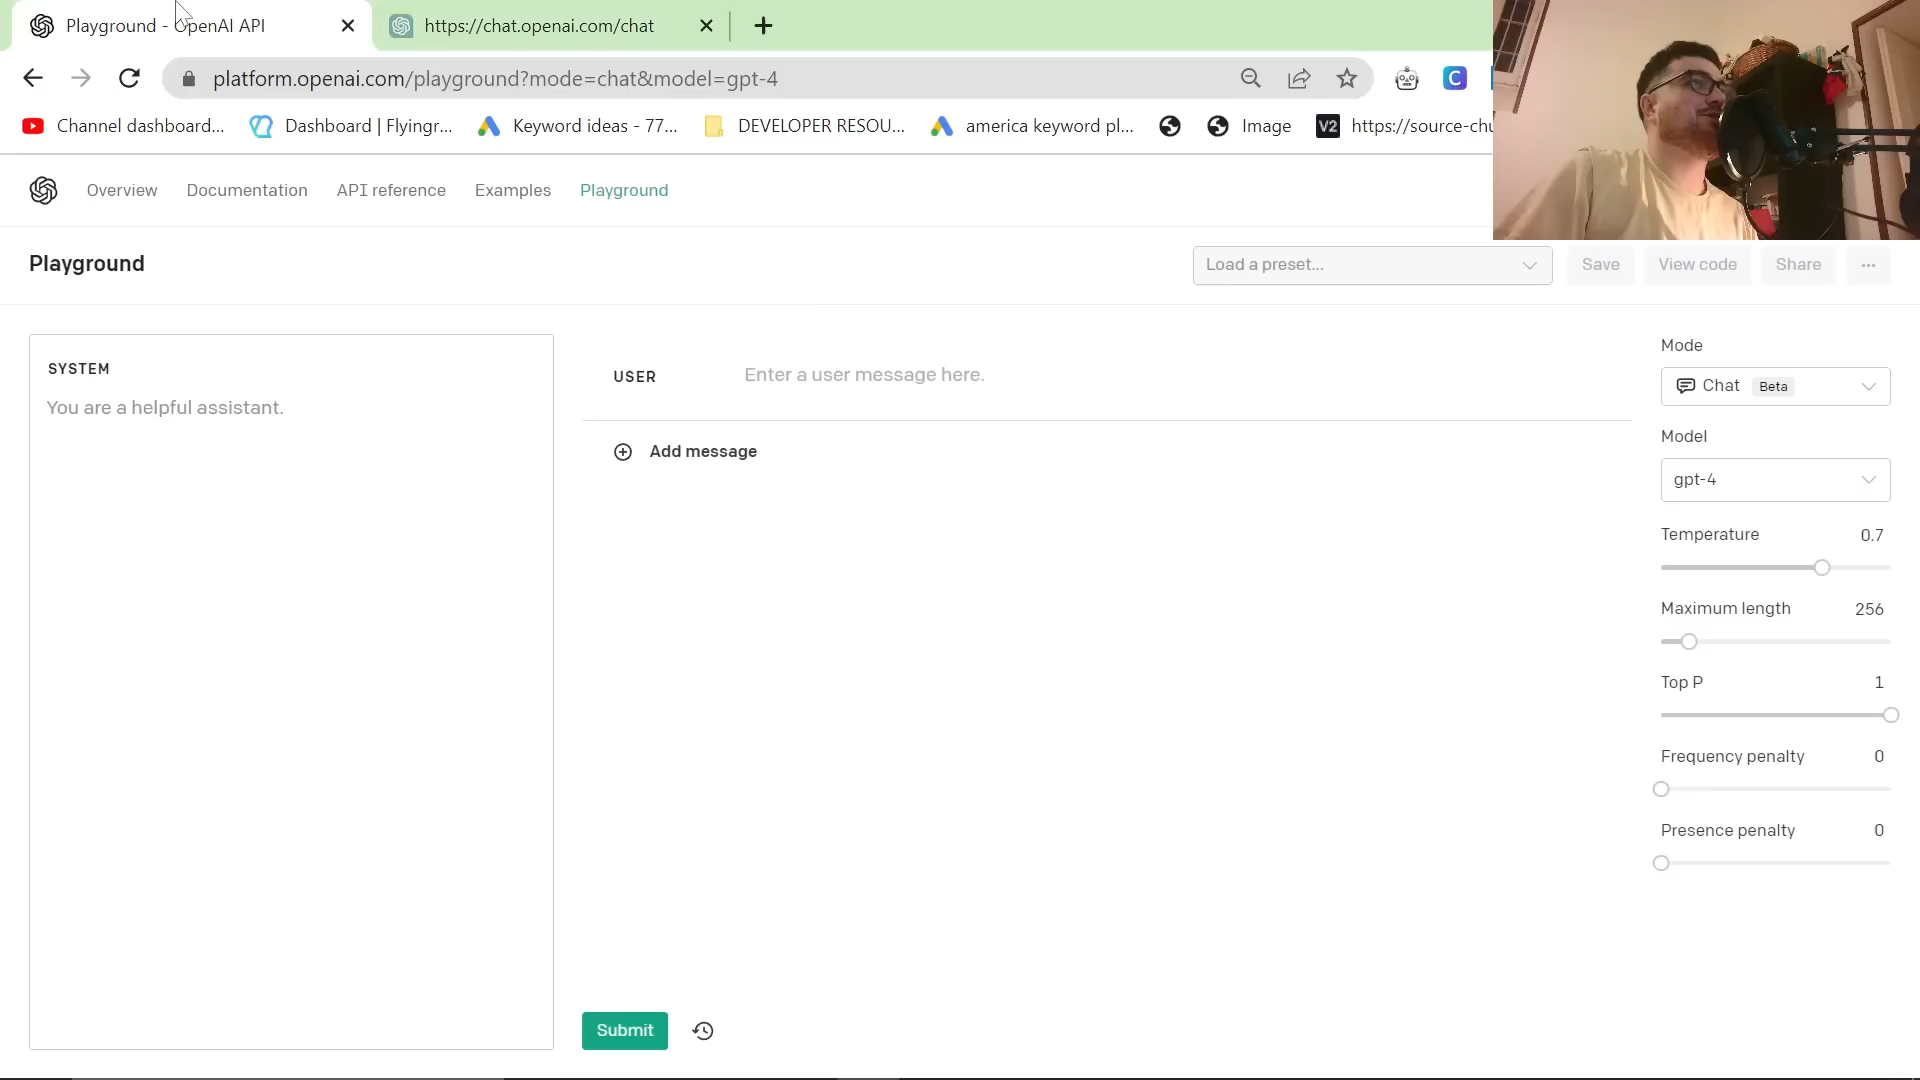 Playground - OpenAI API
https://chat.openai.com/chat
platform.openai.com/playground?mode=chat&model=gpt-4
Channel dashboard...
Dashboard | Flyingr...
Keyword ideas - 77...
DEVELOPER RESOU...
america keyword pl...
Image
V2
https://source-chu
C
Overview
Documentation
API reference
Examples
Playground
Playground
Load a preset...
Save
View code
Share
...
SYSTEM
You are a helpful assistant.
USER
Enter a user message here.
Add message
Submit
Mode
Chat Beta
Model
gpt-4
Temperature 0.7
Maximum length 256
Top P 1
Frequency penalty 0
Presence penalty 0